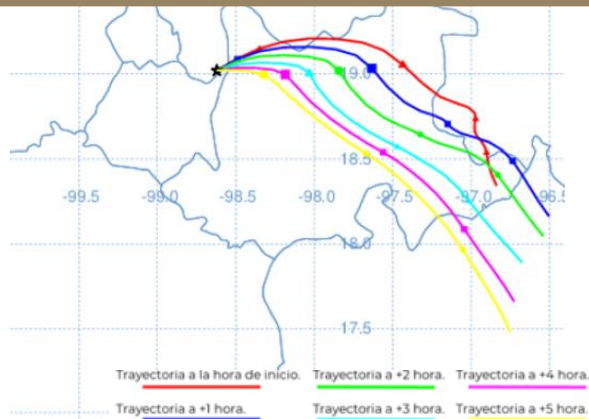 19.0
18.5
-99.5 -99.0 -98.5 -98.0 -97.5 -97.0 -96.5
18.0
17.5
Trayectoria a la hora de inicio. Trayectoria a +2 hora. Trayectoria a +4 hora.
Trayectoria a +1 hora. Trayectoria a +3 hora. Trayectoria a +5 hora.